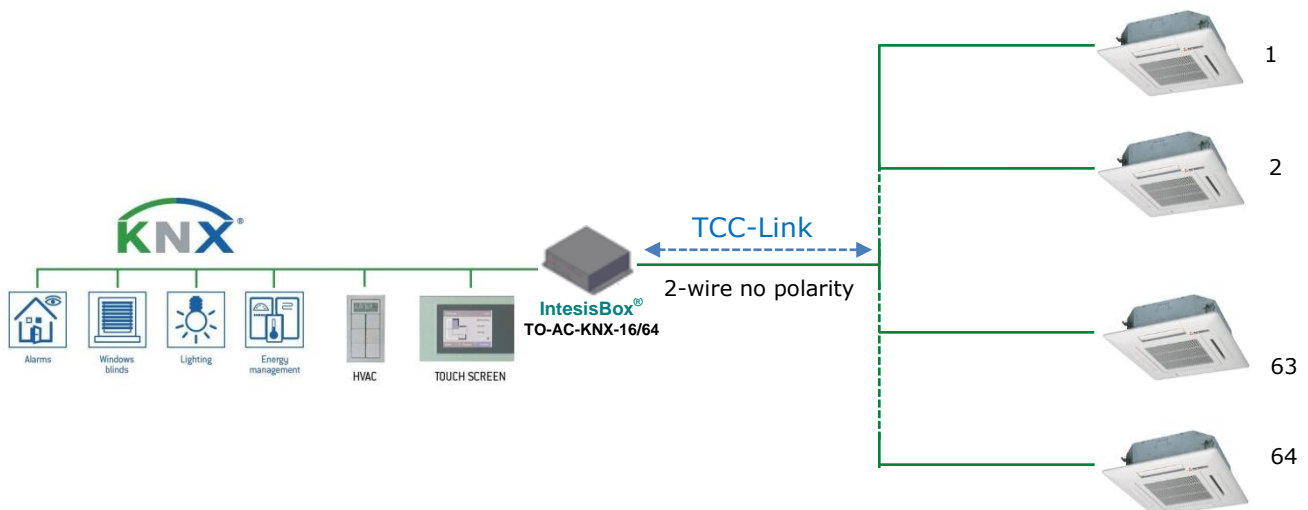 KNX®
Alarms
Windows
blinds
Lighting
Energy
management
HVAC
TOUCH SCREEN
IntesisBox®
TO-AC-KNX-16/64
TCC-Link
2-wire no polarity
1
2
63
64